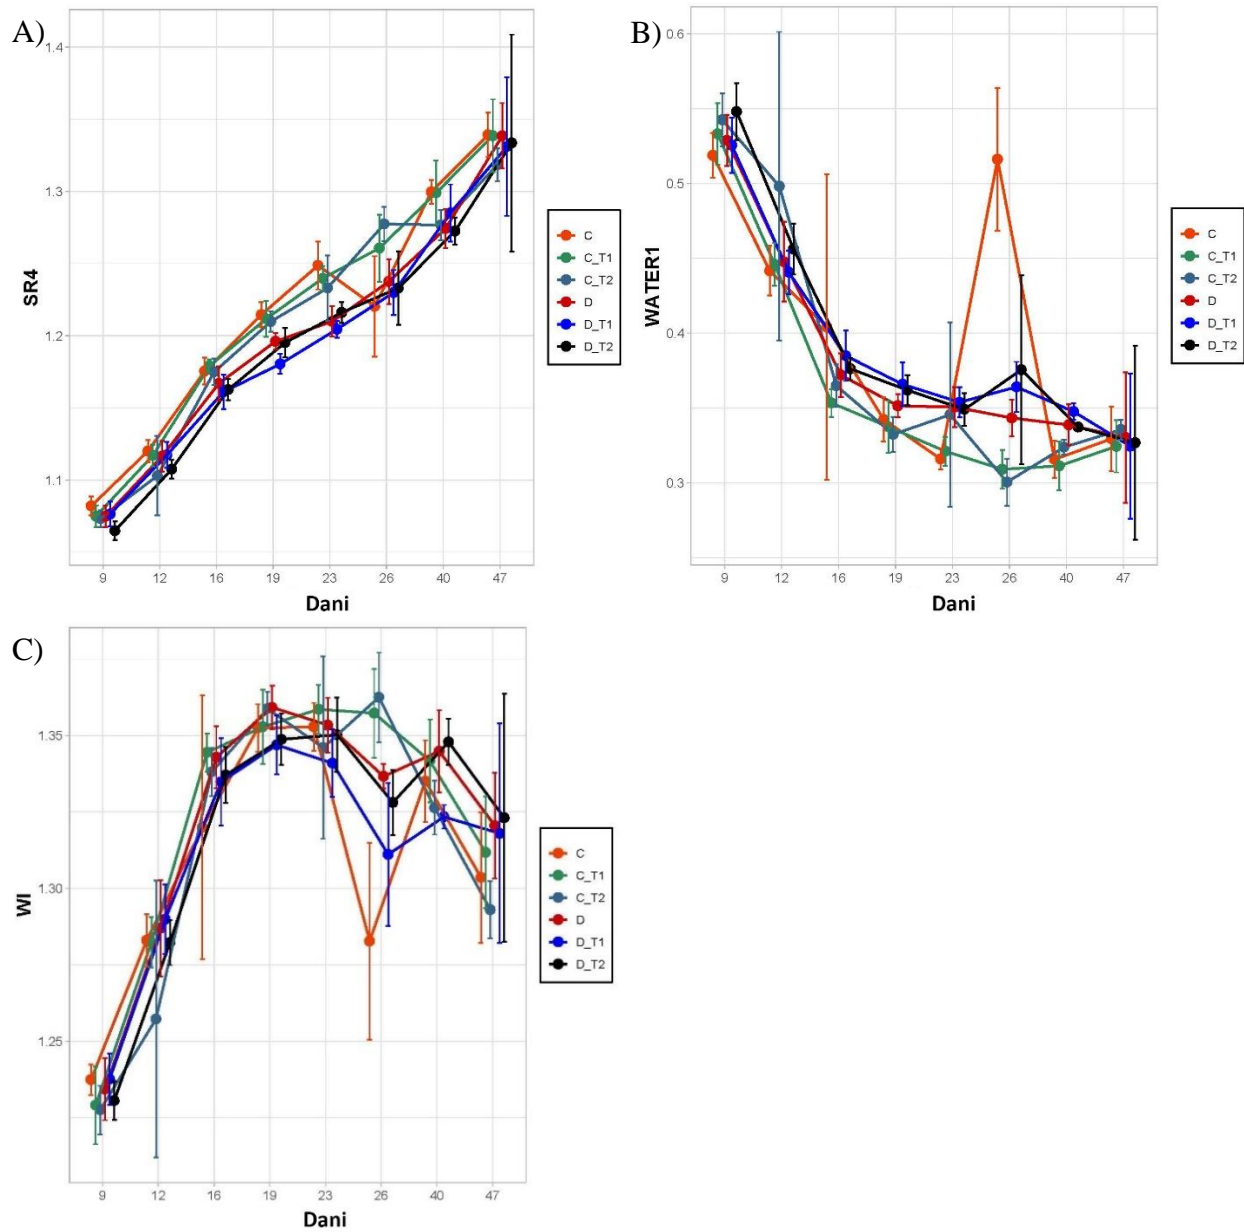 A)
SR4
1.4
1.3
1.2
1.1
9 12 16 19 23 26 40 47
Dani
C
C_T1
C_T2
D
D_T1
D_T2
B)
WATER1
0.6
0.5
0.4
0.3
9 12 16 19 23 26 40 47
Dani
C
C_T1
C_T2
D
D_T1
D_T2
C)
WI
1.35
1.30
1.25
9 12 16 19 23 26 40 47
Dani
C
C_T1
C_T2
D
D_T1
D_T2